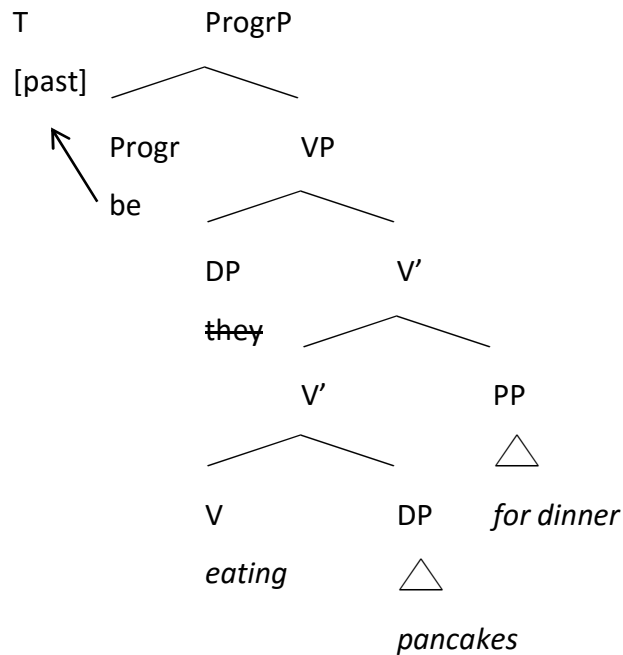 T ProgrP
[past]
Progr VP
be
DP V’
they
V’ PP
V DP for dinner
eating
pancakes